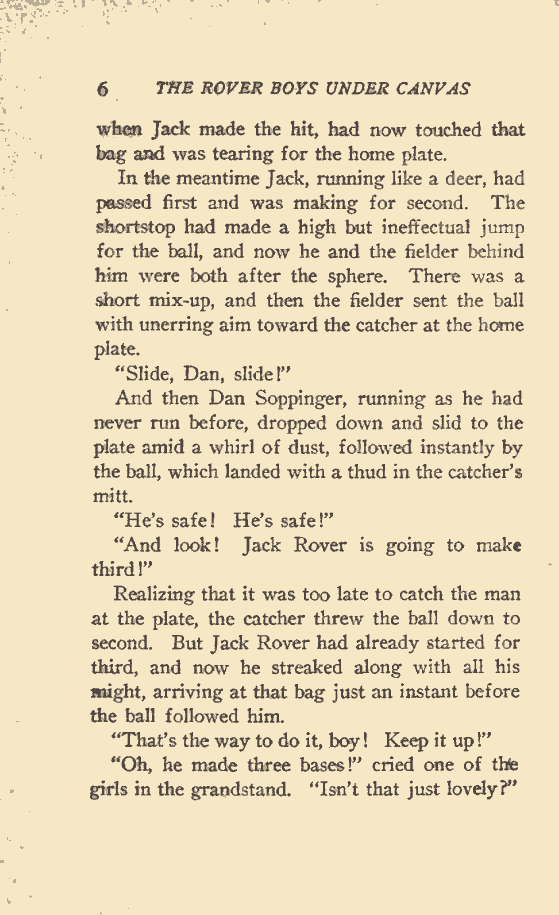 6 THE ROVER BOYS UNDER CANVAS
when Jack made the hit, had now touched that
bag and was tearing for the home plate.
In the meantime Jack, running like a deer, had
passed first and was making for second. The
shortstop had made a high but ineffectual jump
for the ball, and now he and the fielder behind
him were both after the sphere. There was a
short mix-up, and then the fielder sent the ball
with unerring aim toward the catcher at the home
plate.
"Slide, Dan, slide!"
And then Dan Soppinger, running as he had
never run before, dropped down and slid to the
plate amid a whirl of dust, followed instantly by
the ball, which landed with a thud in the catcher's
mitt.
"He's safe! He's safe!"
"And look! Jack Rover is going to make
third!"
Realizing that it was too late to catch the man
at the plate, the catcher threw the ball down to
second. But Jack Rover had already started for
third, and now he streaked along with all his
might, arriving at that bag just an instant before
the ball followed him.
"That's the way to do it, boy! Keep it up!"
"Oh, he made three bases!" cried one of the
girls in the grandstand. "Isn't that just lovely?"